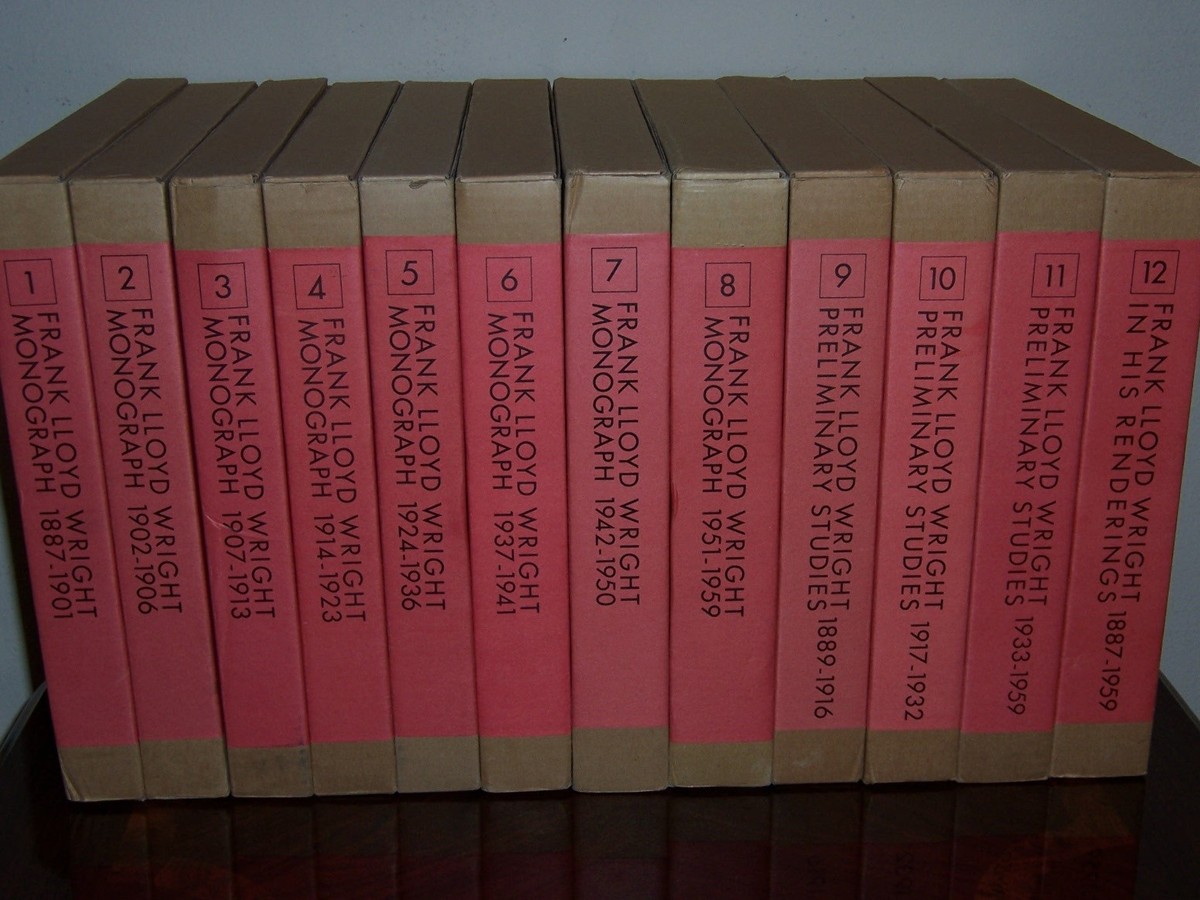 1
FRANK LLOYD WRIGHT
MONOGRAPH 1887-1901
2
FRANK LLOYD WRIGHT
MONOGRAPH 1902-1906
3
FRANK LLOYD WRIGHT
MONOGRAPH 1907-1913
4
FRANK LLOYD WRIGHT
MONOGRAPH 1914-1923
5
FRANK LLOYD WRIGHT
MONOGRAPH 1924-1936
6
FRANK LLOYD WRIGHT
MONOGRAPH 1937-1941
7
FRANK LLOYD WRIGHT
MONOGRAPH 1942-1950
8
FRANK LLOYD WRIGHT
MONOGRAPH 1951-1959
9
FRANK LLOYD WRIGHT
PRELIMINARY STUDIES 1889-1916
10
FRANK LLOYD WRIGHT
PRELIMINARY STUDIES 1917-1932
11
FRANK LLOYD WRIGHT
PRELIMINARY STUDIES 1933-1959
12
FRANK LLOYD WRIGHT
IN HIS RENDERINGS 1887-1959